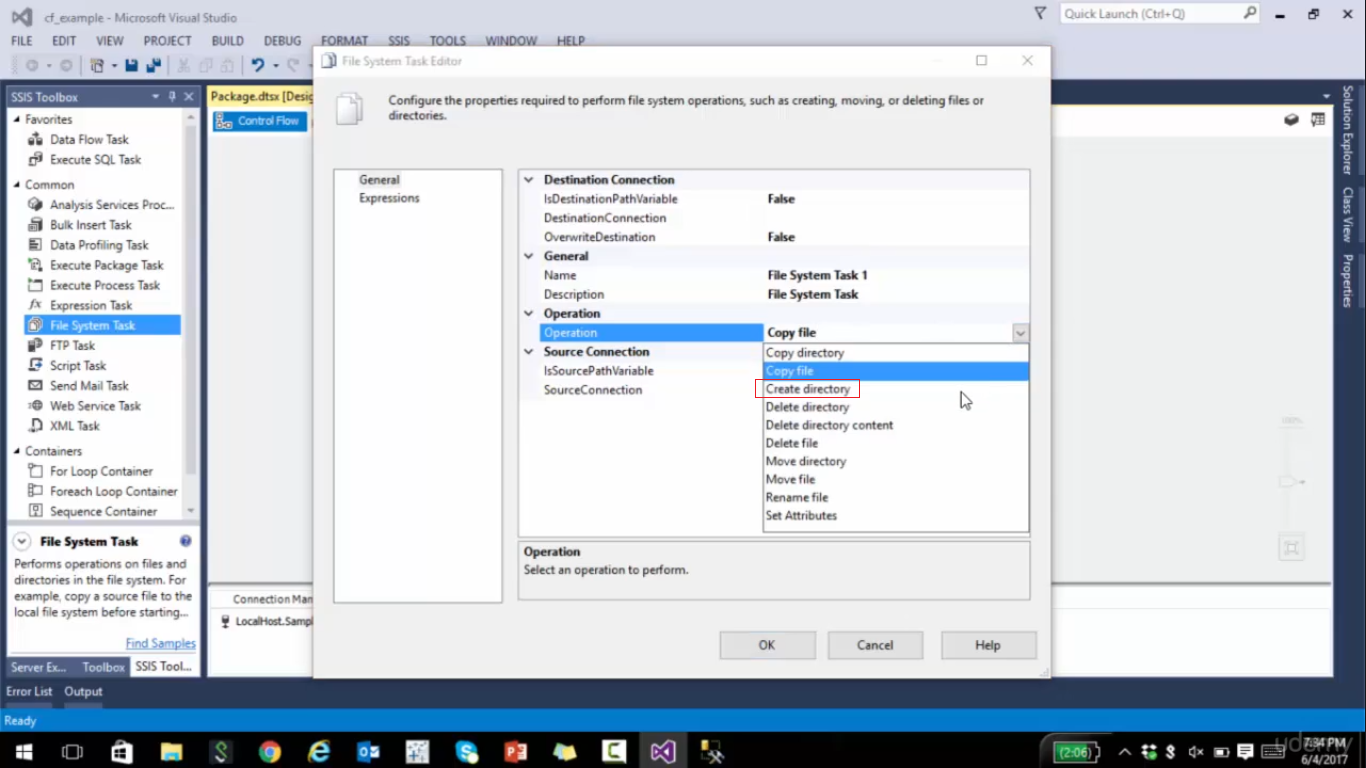 cf_example - Microsoft Visual Studio
Quick Launch (Ctrl+Q)
FILE EDIT VIEW PROJECT BUILD DEBUG FORMAT SSIS TOOLS WINDOW HELP
SSIS Toolbox
Favorites
Data Flow Task
Execute SQL Task
Common
Analysis Services Proc...
Bulk Insert Task
Data Profiling Task
Execute Package Task
Execute Process Task
Expression Task
File System Task
FTP Task
Script Task
Send Mail Task
Web Service Task
XML Task
Containers
For Loop Container
Foreach Loop Container
Sequence Container
File System Task
Performs operations on files and
directories in the file system. For
example, copy a source file to the
local file system before starting...
Find Samples
Server Ex... Toolbox SSIS Tool...
Package.dtsx [Desig
Control Flow
Connection Man
LocalHost.Samp
File System Task Editor
Configure the properties required to perform file system operations, such as creating, moving, or deleting files or
directories.
General
Expressions
Destination Connection
IsDestinationPathVariable False
DestinationConnection
OverwriteDestination False
General
Name File System Task 1
Description File System Task
Operation
Operation Copy file
Source Connection
IsSourcePathVariable
SourceConnection
Copy directory
Copy file
Create directory
Delete directory
Delete directory content
Delete file
Move directory
Move file
Rename file
Set Attributes
Operation
Select an operation to perform.
OK Cancel Help
Solution Explorer
Class View
Properties
100%
Error List Output
Ready
(2:06)
udemy
7:34 PM
6/4/2017